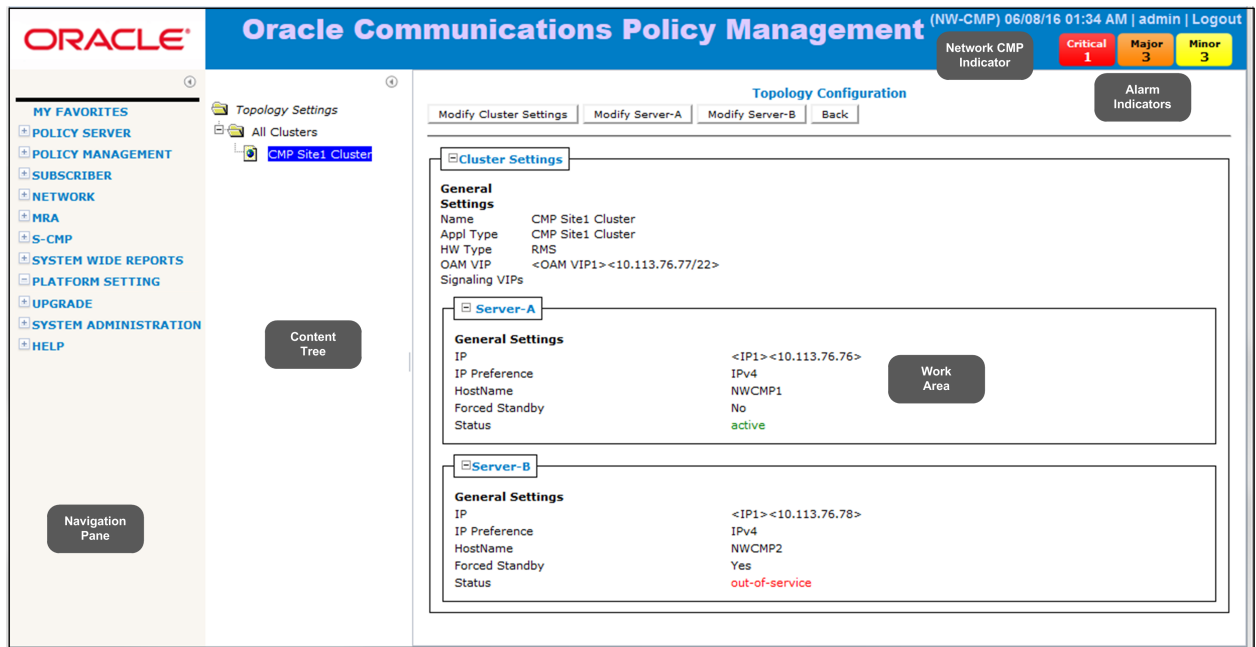 ORACLE®
Oracle Communications Policy Management
(NW-CMP) 06/08/16 01:34 AM | admin | Logout
Network CMP
Indicator
Critical
1
Major
3
Minor
3
Alarm
Indicators
MY FAVORITES
POLICY SERVER
POLICY MANAGEMENT
SUBSCRIBER
NETWORK
MRA
S-CMP
SYSTEM WIDE REPORTS
PLATFORM SETTING
UPGRADE
SYSTEM ADMINISTRATION
HELP
Navigation
Pane
Topology Settings
All Clusters
CMP Site1 Cluster
Content
Tree
Topology Configuration
Modify Cluster Settings Modify Server-A Modify Server-B Back
Cluster Settings
General
Settings
Name CMP Site1 Cluster
Appl Type CMP Site1 Cluster
HW Type RMS
OAM VIP <OAM VIP1><10.113.76.77/22>
Signaling VIPs
Server-A
General Settings
IP <IP1><10.113.76.76>
IP Preference IPv4
HostName NWCMP1
Forced Standby No
Status active
Work
Area
Server-B
General Settings
IP <IP1><10.113.76.78>
IP Preference IPv4
HostName NWCMP2
Forced Standby Yes
Status out-of-service